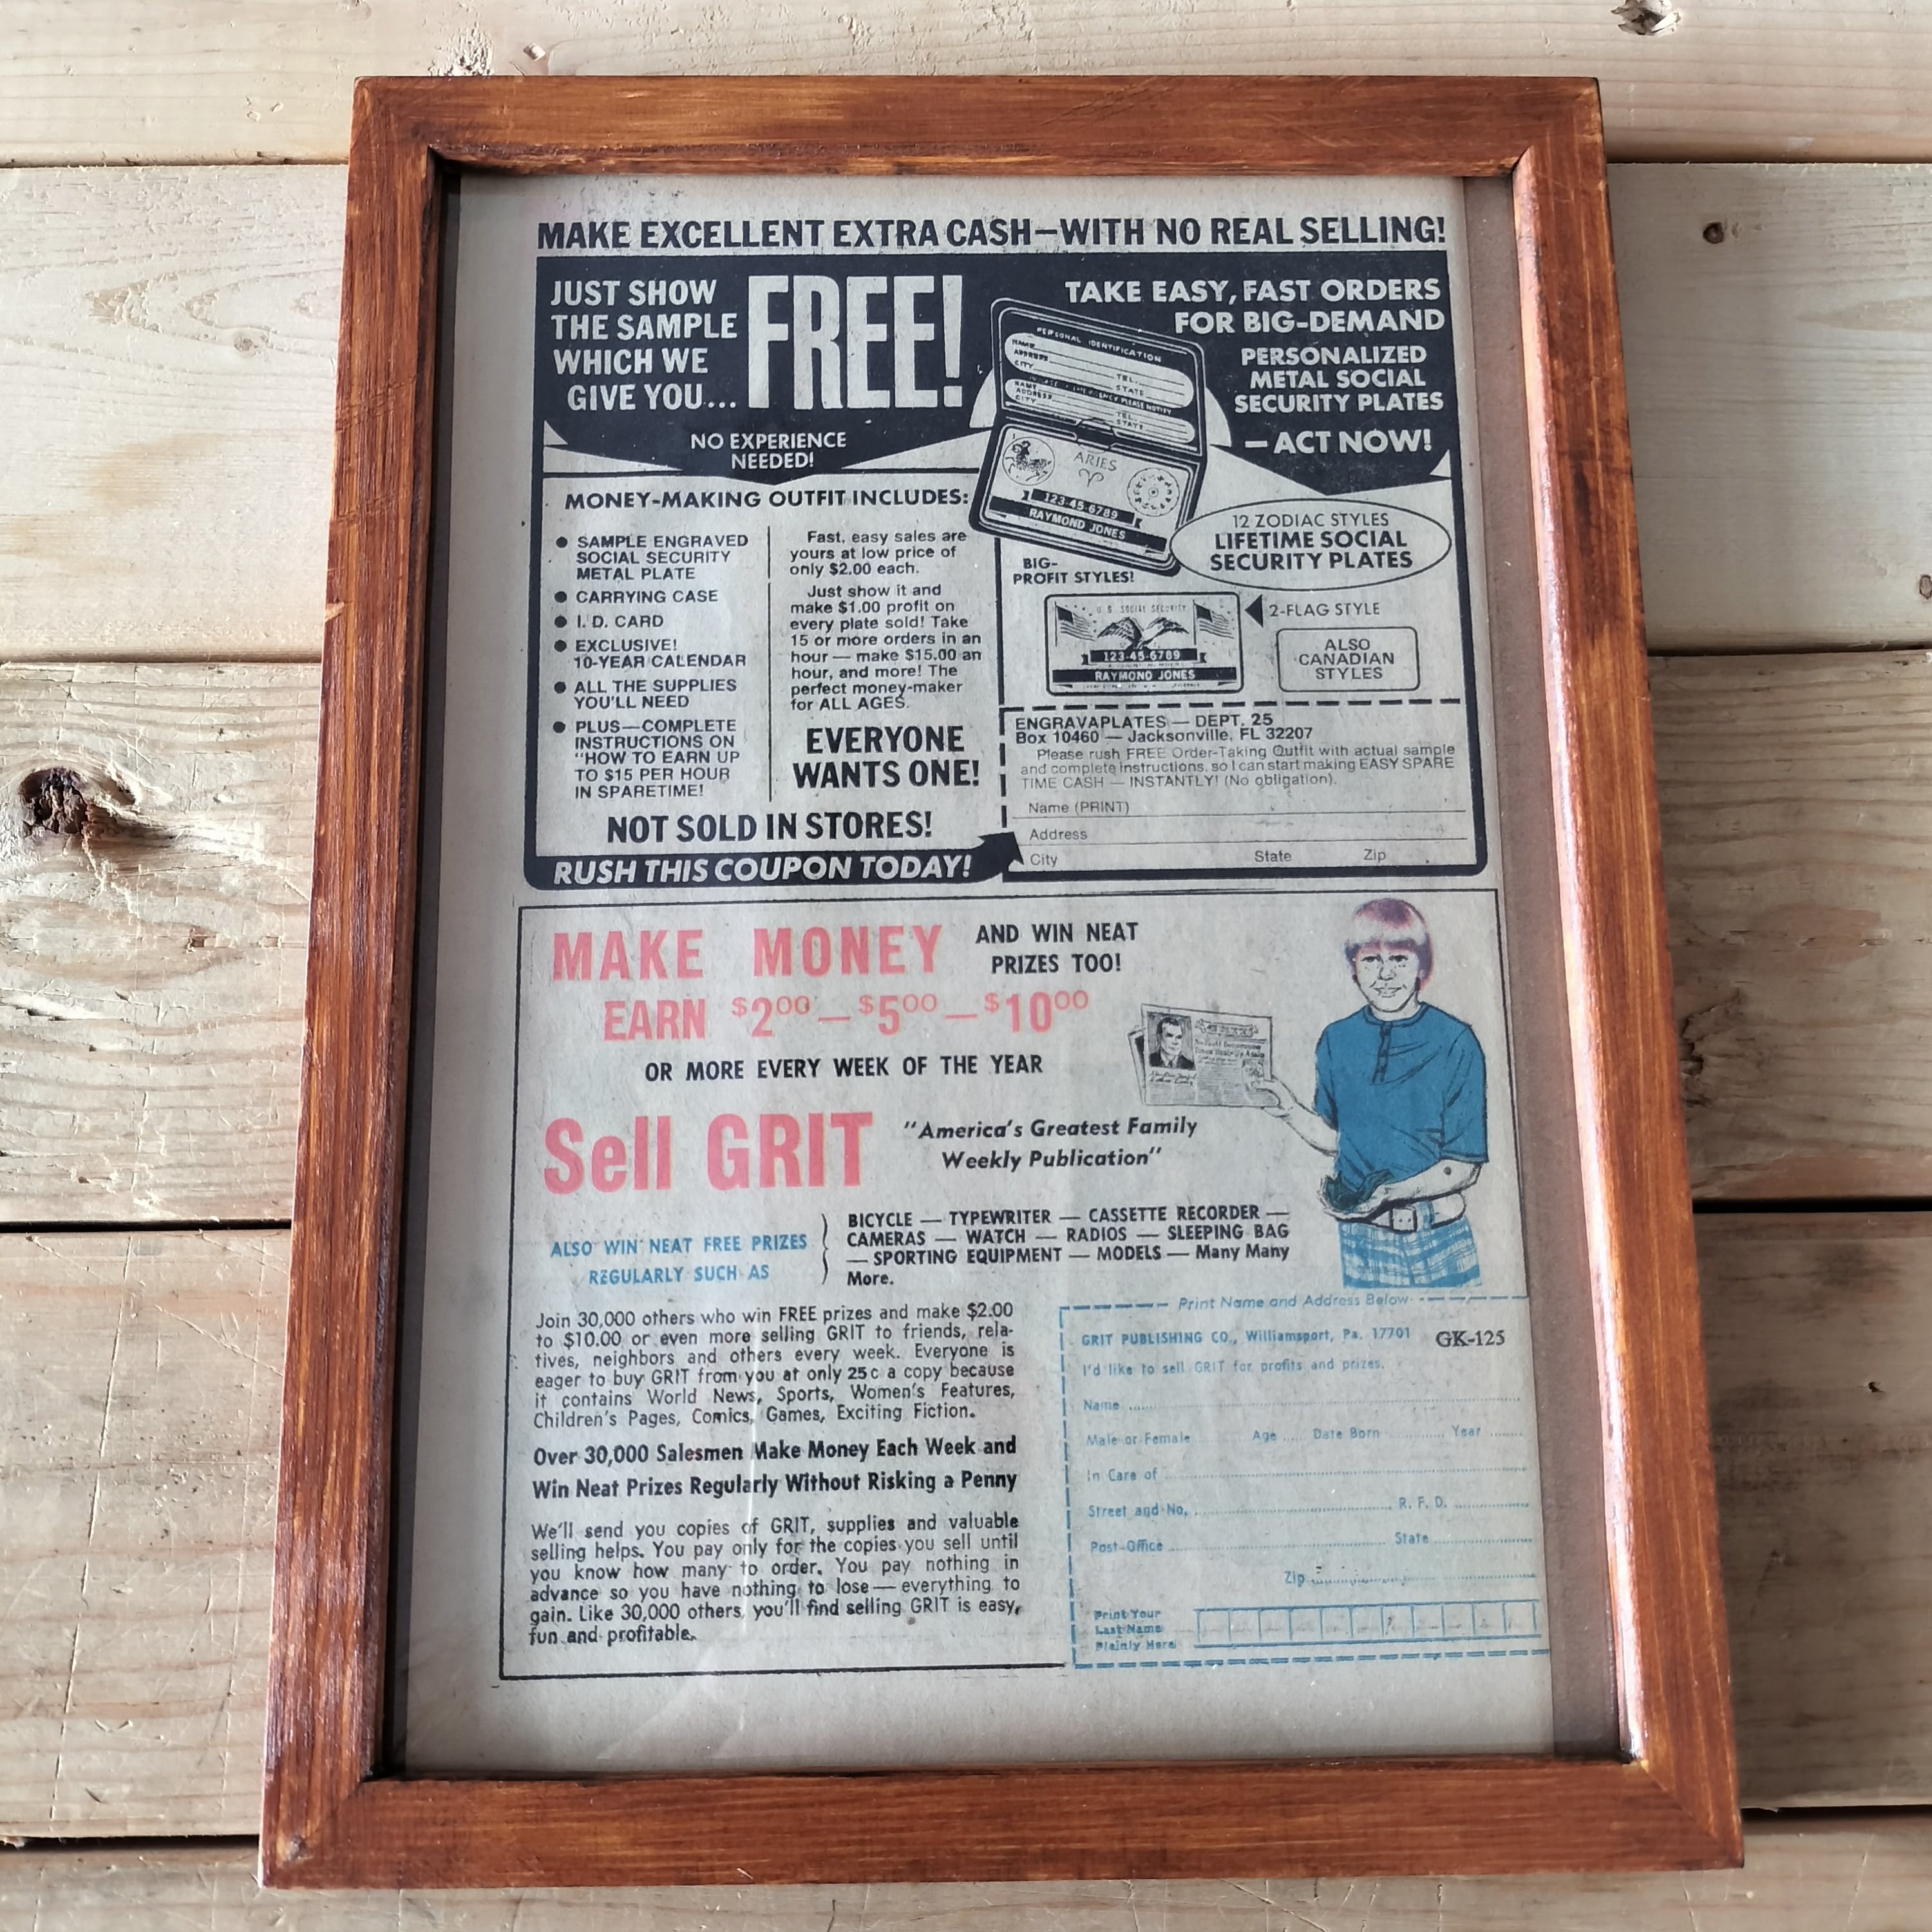 MAKE EXCELLENT EXTRA CASH—WITH NO REAL SELLING!
JUST SHOW
THE SAMPLE
WHICH WE
GIVE YOU...
FREE!
NO EXPERIENCE
NEEDED!
TAKE EASY, FAST ORDERS
FOR BIG-DEMAND
PERSONALIZED
METAL SOCIAL
SECURITY PLATES
—ACT NOW!
PERSONAL IDENTIFICATION
NAME
ADDRESS
CITY
TEL.
STATE
NAME
ADDRESS
CITY
TEL.
STATE
ARIES
123-45-6789
RAYMOND JONES
MONEY-MAKING OUTFIT INCLUDES:
● SAMPLE ENGRAVED
SOCIAL SECURITY
METAL PLATE
● CARRYING CASE
● I. D. CARD
● EXCLUSIVE!
10-YEAR CALENDAR
● ALL THE SUPPLIES
YOU'LL NEED
● PLUS—COMPLETE
INSTRUCTIONS ON
"HOW TO EARN UP
TO $15 PER HOUR
IN SPARETIME!
Fast, easy sales are
yours at low price of
only $2.00 each.
Just show it and
make $1.00 profit on
every plate sold! Take
15 or more orders in an
hour — make $15.00 an
hour, and more! The
perfect money-maker
for ALL AGES.
EVERYONE
WANTS ONE!
NOT SOLD IN STORES!
RUSH THIS COUPON TODAY!
12 ZODIAC STYLES
LIFETIME SOCIAL
SECURITY PLATES
BIG-
PROFIT STYLES!
U.S. SOCIAL SECURITY
123-45-6789
RAYMOND JONES
2-FLAG STYLE
ALSO
CANADIAN
STYLES
ENGRAVAPLATES — DEPT. 25
Box 10460 — Jacksonville, FL 32207
Please rush FREE Order-Taking Outfit with actual sample
and complete instructions, so I can start making EASY SPARE
TIME CASH — INSTANTLY! (No obligation).
Name (PRINT)
Address
City State Zip
MAKE MONEY
AND WIN NEAT
PRIZES TOO!
EARN $2.00—$5.00—$10.00
OR MORE EVERY WEEK OF THE YEAR
Sell GRIT
"America's Greatest Family
Weekly Publication"
ALSO WIN NEAT FREE PRIZES
REGULARLY SUCH AS
BICYCLE — TYPEWRITER — CASSETTE RECORDER —
CAMERAS — WATCH — RADIOS — SLEEPING BAG
— SPORTING EQUIPMENT — MODELS — Many Many
More.
Join 30,000 others who win FREE prizes and make $2.00
to $10.00 or even more selling GRIT to friends, rela-
tives, neighbors and others every week. Everyone is
eager to buy GRIT from you at only 25c a copy because
it contains World News, Sports, Women's Features,
Children's Pages, Comics, Games, Exciting Fiction.
Over 30,000 Salesmen Make Money Each Week and
Win Neat Prizes Regularly Without Risking a Penny
We'll send you copies of GRIT, supplies and valuable
selling helps. You pay only for the copies you sell until
you know how many to order. You pay nothing in
advance so you have nothing to lose — everything to
gain. Like 30,000 others, you'll find selling GRIT is easy,
fun and profitable.
Print Name and Address Below
GRIT PUBLISHING CO., Williamsport, Pa. 17701 GK-125
I'd like to sell GRIT for profits and prizes.
Name
Male or Female Age Date Born Year
In Care of
Street and No. R. F. D.
Post Office State
Zip
Print Your
Last Name
Plainly Here